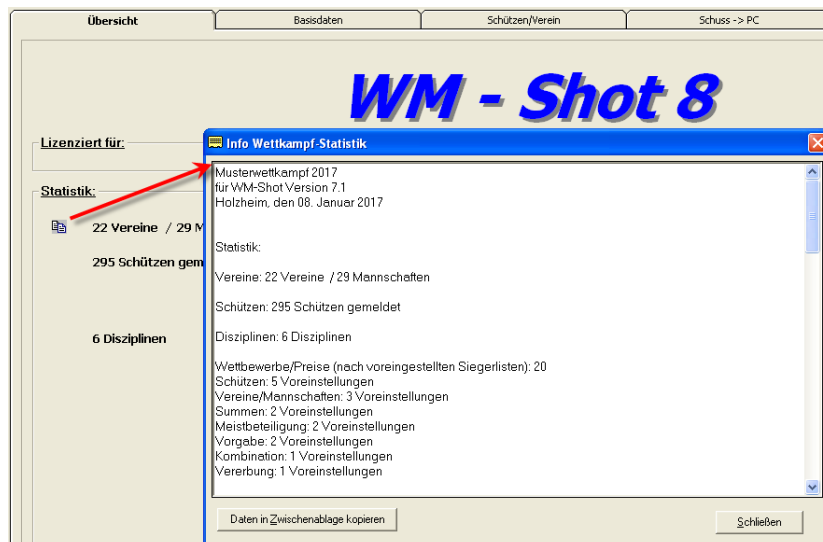 Übersicht
Basisdaten
Schützen/Verein
Schuss -> PC
WM - Shot 8
Lizenziert für:
Info Wettkampf-Statistik
Statistik:
22 Vereine / 29 M
295 Schützen gem
6 Disziplinen
Musterwettkampf 2017
für WM-Shot Version 7.1
Holzheim, den 08. Januar 2017
Statistik:
Vereine: 22 Vereine / 29 Mannschaften
Schützen: 295 Schützen gemeldet
Disziplinen: 6 Disziplinen
Wettbewerbe/Preise (nach voreingestellten Siegerlisten): 20
Schützen: 5 Voreinstellungen
Vereine/Mannschaften: 3 Voreinstellungen
Summen: 2 Voreinstellungen
Meistbeteiligung: 2 Voreinstellungen
Vorgabe: 2 Voreinstellungen
Kombination: 1 Voreinstellungen
Vererbung: 1 Voreinstellungen
Daten in Zwischenablage kopieren
Schließen